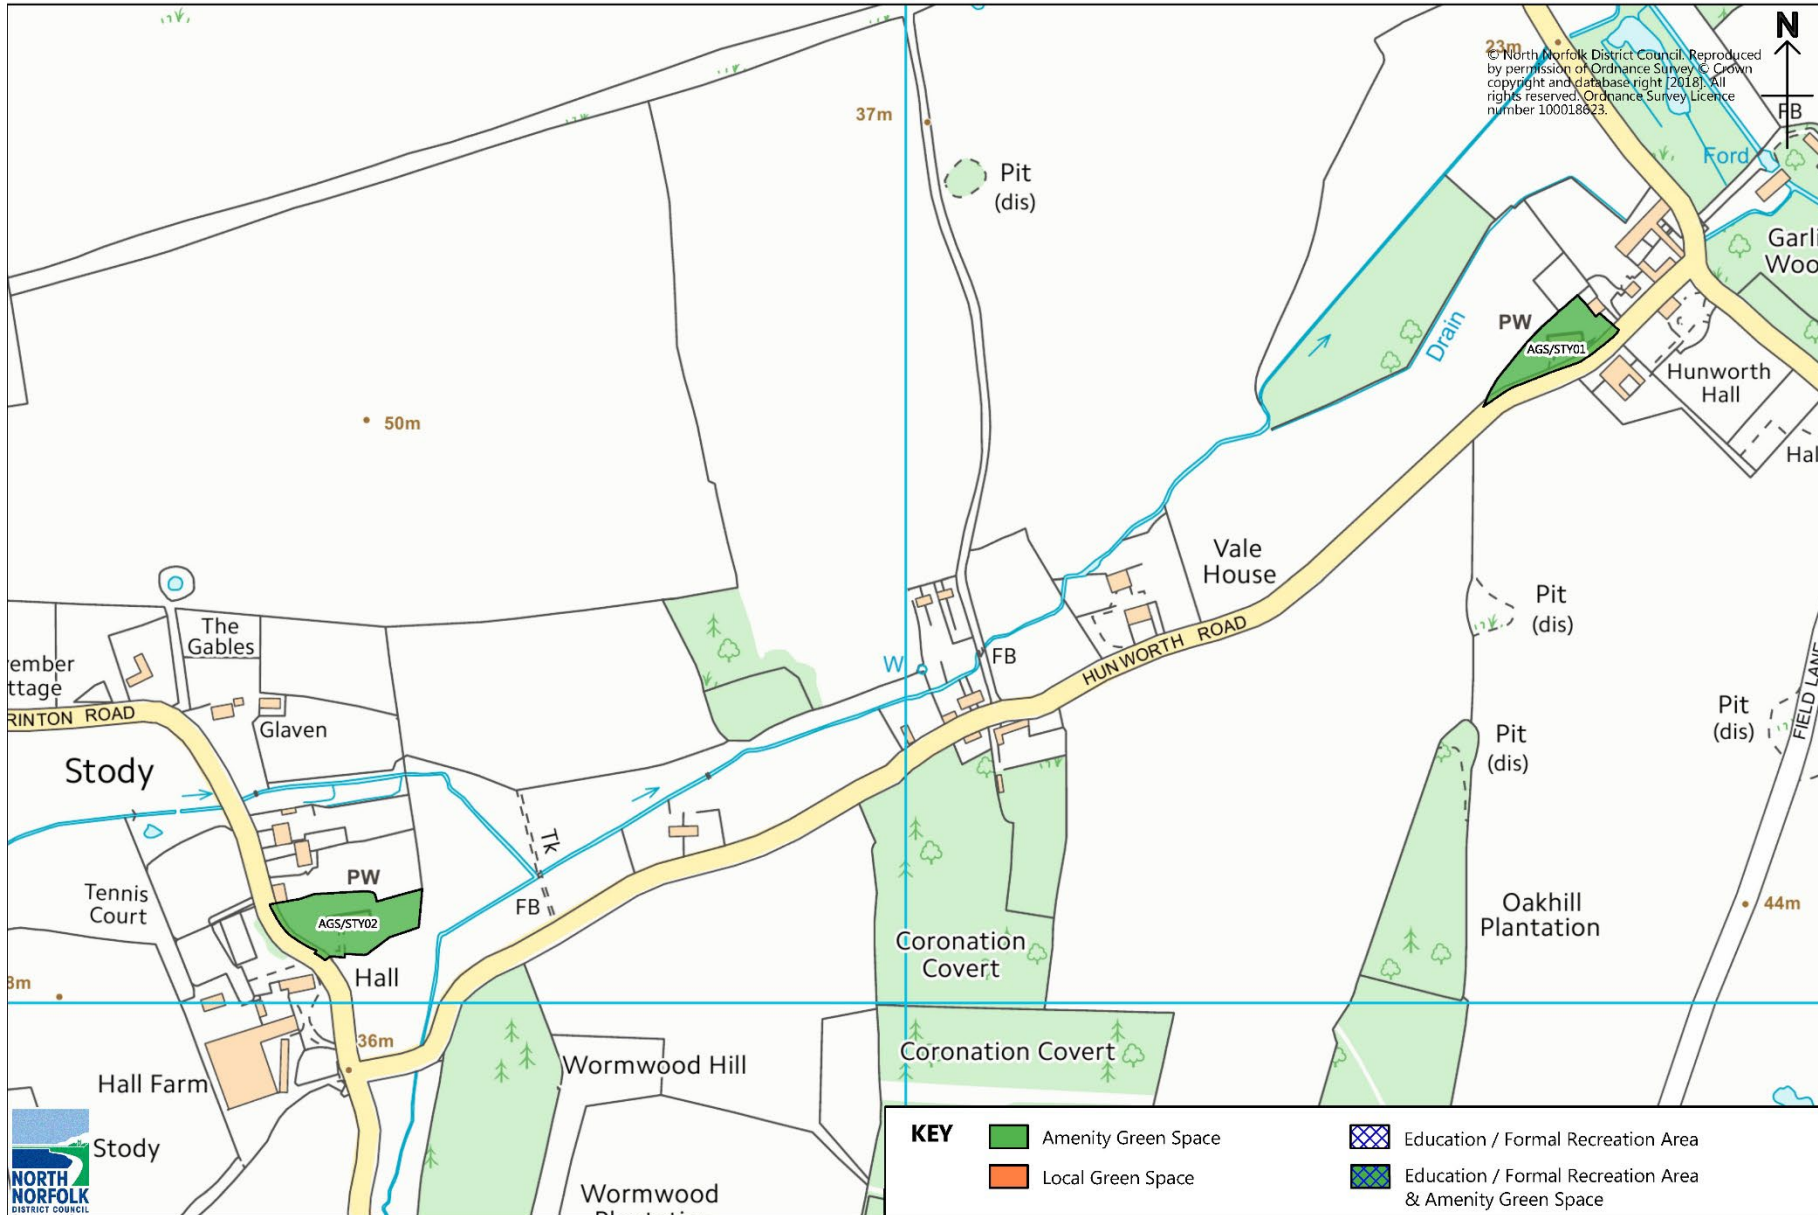 N
23m
© North Norfolk District Council. Reproduced
by permission of Ordnance Survey © Crown
copyright and database right [2018]. All
rights reserved. Ordnance Survey Licence
number 100018623.
FB
37m
Pit
(dis)
Ford
Garli
Woo
Drain
PW
AGS/STY01
Hunworth
Hall
Hal
50m
Vale
House
Pit
(dis)
The
Gables
ember
ttage
RINTON ROAD
Glaven
W
FB
HUNWORTH ROAD
Pit
(dis)
Pit
(dis)
FIELD LANE
Stody
Tk
PW
Tennis
Court
AGS/STY02
FB
Hall
Coronation
Covert
Oakhill
Plantation
44m
3m
36m
Coronation Covert
Wormwood Hill
Hall Farm
Stody
Wormwood
NORTH
NORFOLK
DISTRICT COUNCIL
KEY
Amenity Green Space
Local Green Space
Education / Formal Recreation Area
Education / Formal Recreation Area
& Amenity Green Space